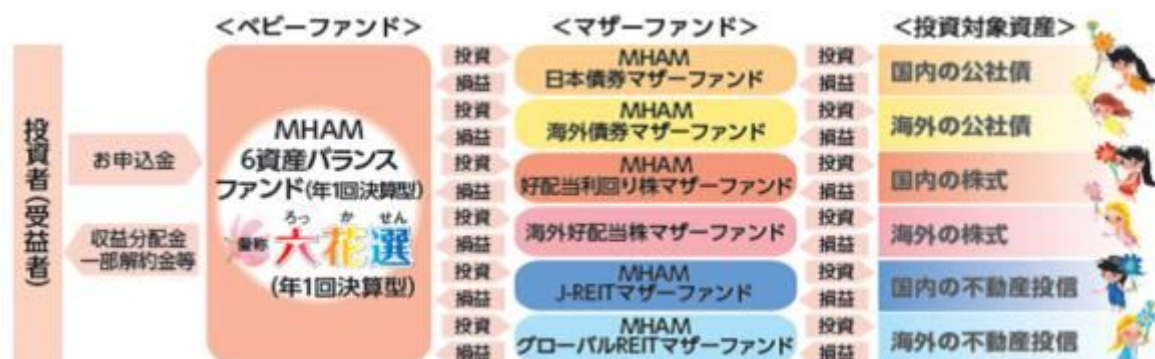 <ベビーファンド>
<マザーファンド>
<投資対象資産>
投資者(受益者)
お申込金
収益分配金
一部解約金等
MHAM
6資産バランス
ファンド(年1回決算型)
ろっ か せん
愛称 六花選
(年1回決算型)
投資
損益
MHAM
日本債券マザーファンド
投資
損益
国内の公社債
投資
損益
MHAM
海外債券マザーファンド
投資
損益
海外の公社債
投資
損益
MHAM
好配当利回り株マザーファンド
投資
損益
国内の株式
投資
損益
海外好配当株マザーファンド
投資
損益
海外の株式
投資
損益
MHAM
J-REITマザーファンド
投資
損益
国内の不動産投信
投資
損益
MHAM
グローバルREITマザーファンド
投資
損益
海外の不動産投信